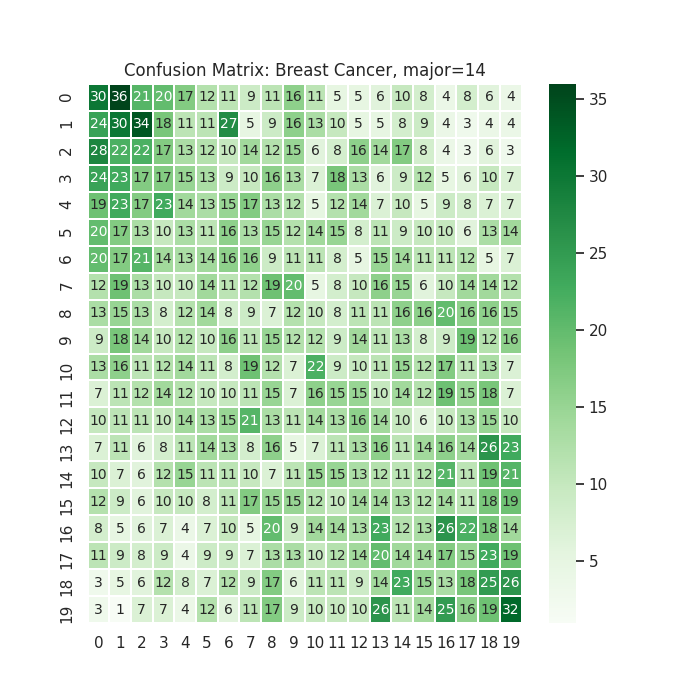 Confusion Matrix: Breast Cancer, major=14
0 30 36 21 20 17 12 11 9 11 16 11 5 5 6 10 8 4 8 6 4
1 24 30 34 18 11 11 27 5 9 16 13 10 5 5 8 9 4 3 4 4
2 28 22 22 17 13 12 10 14 12 15 6 8 16 14 17 8 4 3 6 3
3 24 23 17 17 15 13 9 10 16 13 7 18 13 6 9 12 5 6 10 7
4 19 23 17 23 14 13 15 17 13 12 5 12 14 7 10 5 9 8 7 7
5 20 17 13 10 13 11 16 13 15 12 14 15 8 11 9 10 10 6 13 14
6 20 17 21 14 13 14 16 16 9 11 11 8 5 15 14 11 11 12 5 7
7 12 19 13 10 10 14 11 12 19 20 5 8 10 16 15 6 10 14 14 12
8 13 15 13 8 12 14 8 9 7 12 10 8 11 11 16 16 20 16 16 15
9 9 18 14 10 12 10 16 11 15 12 12 9 14 11 13 8 9 19 12 16
10 13 16 11 12 14 11 8 19 12 7 22 9 10 11 15 12 17 11 13 7
11 7 11 12 14 12 10 10 11 15 7 16 15 15 10 14 12 19 15 18 7
12 10 11 11 10 14 13 15 21 13 11 14 13 16 14 10 6 10 13 15 10
13 7 11 6 8 11 14 13 8 16 5 7 11 13 16 11 14 16 14 26 23
14 10 7 6 12 15 11 11 10 7 11 15 15 13 12 11 12 21 11 19 21
15 12 9 6 10 10 8 11 17 15 15 12 10 14 14 13 12 14 11 18 19
16 8 5 6 7 4 7 10 5 20 9 14 14 13 23 12 13 26 22 18 14
17 11 9 8 9 4 9 9 7 13 13 10 12 14 20 14 14 17 15 23 19
18 3 5 6 12 8 7 12 9 17 6 11 11 9 14 23 15 13 18 25 26
19 3 1 7 7 4 12 6 11 17 9 10 10 10 26 11 14 25 16 19 32
0 1 2 3 4 5 6 7 8 9 10 11 12 13 14 15 16 17 18 19
35
30
25
20
15
10
5